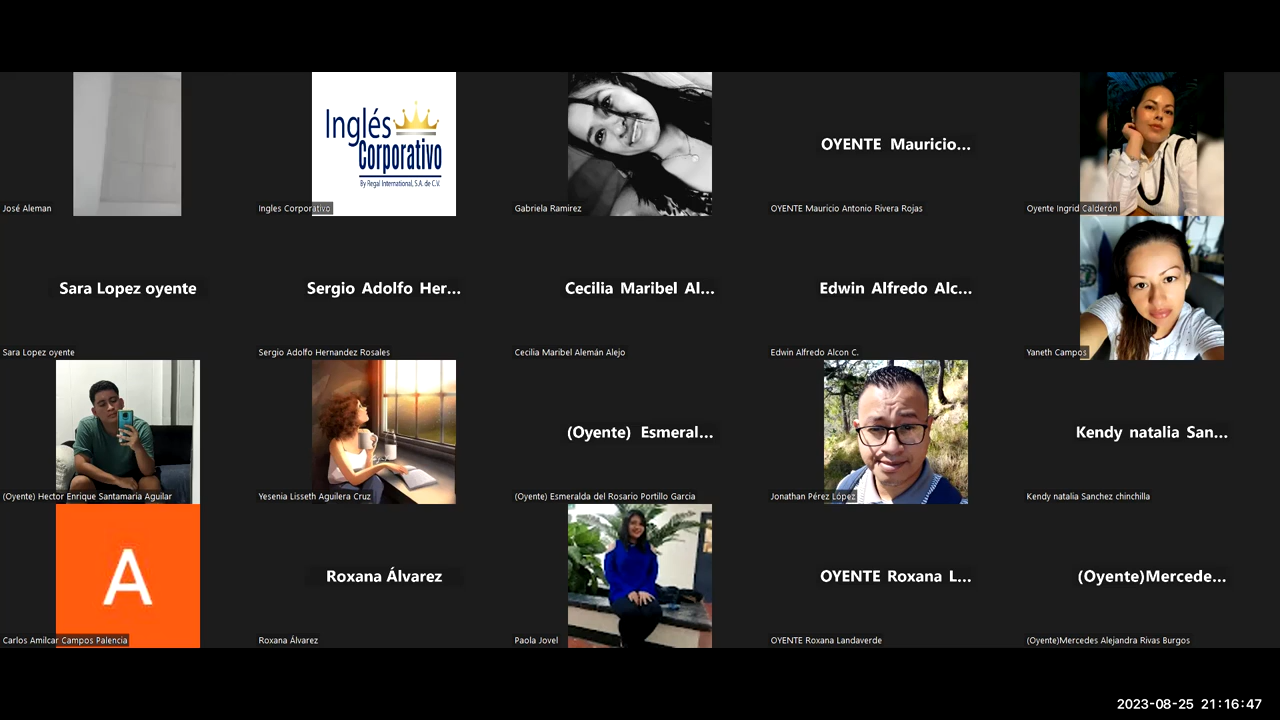 José Aleman
Inglés
Corporativo
By Regal International, S.A. de C.V.
Ingles Corporativo
Gabriela Ramirez
OYENTE Mauricio...
OYENTE Mauricio Antonio Rivera Rojas
Oyente Ingrid Calderón
Sara Lopez oyente
Sara Lopez oyente
Sergio Adolfo Her...
Sergio Adolfo Hernandez Rosales
Cecilia Maribel Al...
Cecilia Maribel Alemán Alejo
Edwin Alfredo Alc...
Edwin Alfredo Alcon C.
Yaneth Campos
(Oyente) Hector Enrique Santamaria Aguilar
Yesenia Lisseth Aguilera Cruz
(Oyente) Esmeral...
(Oyente) Esmeralda del Rosario Portillo Garcia
Jonathan Pérez López
Kendy natalia San...
Kendy natalia Sanchez chinchilla
A
Carlos Amilcar Campos Palencia
Roxana Álvarez
Roxana Álvarez
Paola Jovel
OYENTE Roxana L...
OYENTE Roxana Landaverde
(Oyente)Mercede...
(Oyente)Mercedes Alejandra Rivas Burgos
2023-08-25 21:16:47